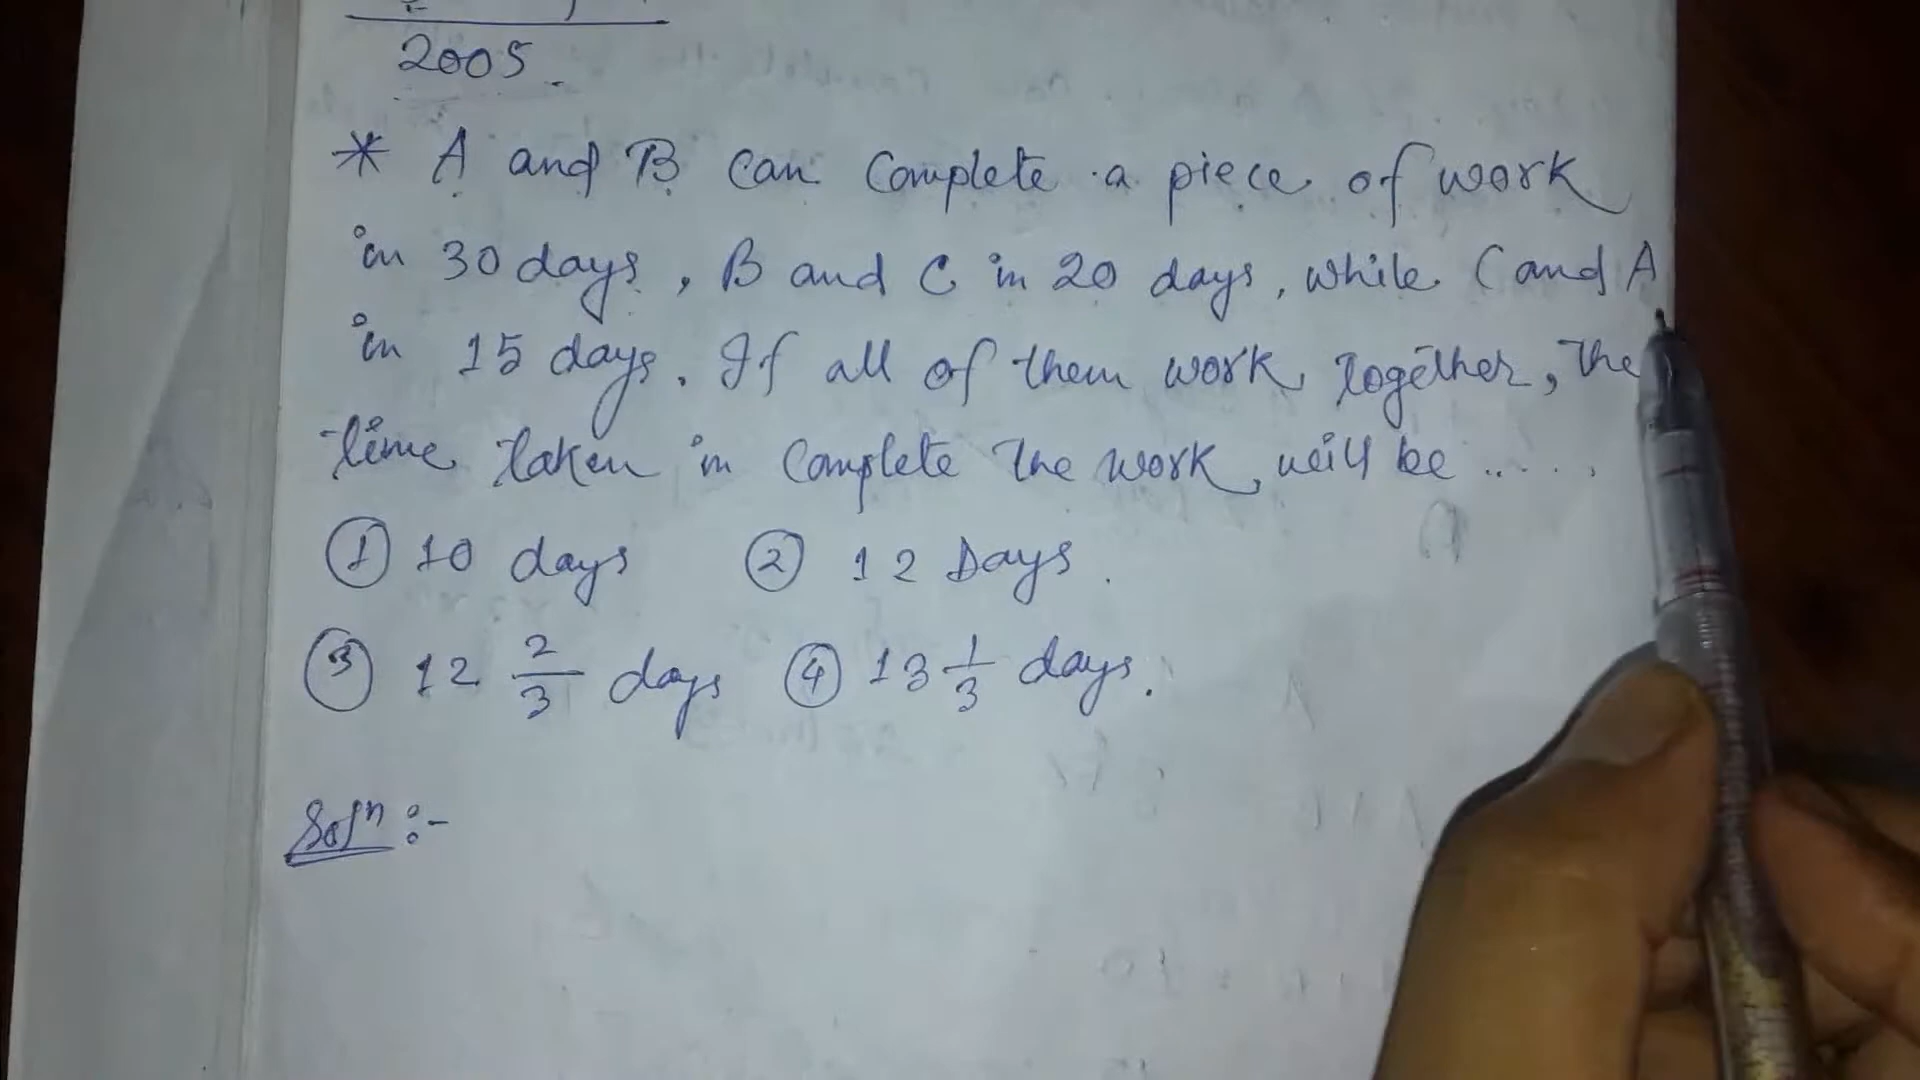 2005
* A and B can complete a piece of work
in 30 days, B and C in 20 days, while C and A
in 15 days. If all of them work together, the
time taken in complete the work will be .....
① 10 days ② 12 Days.
③ 12 2/3 days ④ 13 1/3 days.
Solⁿ :-